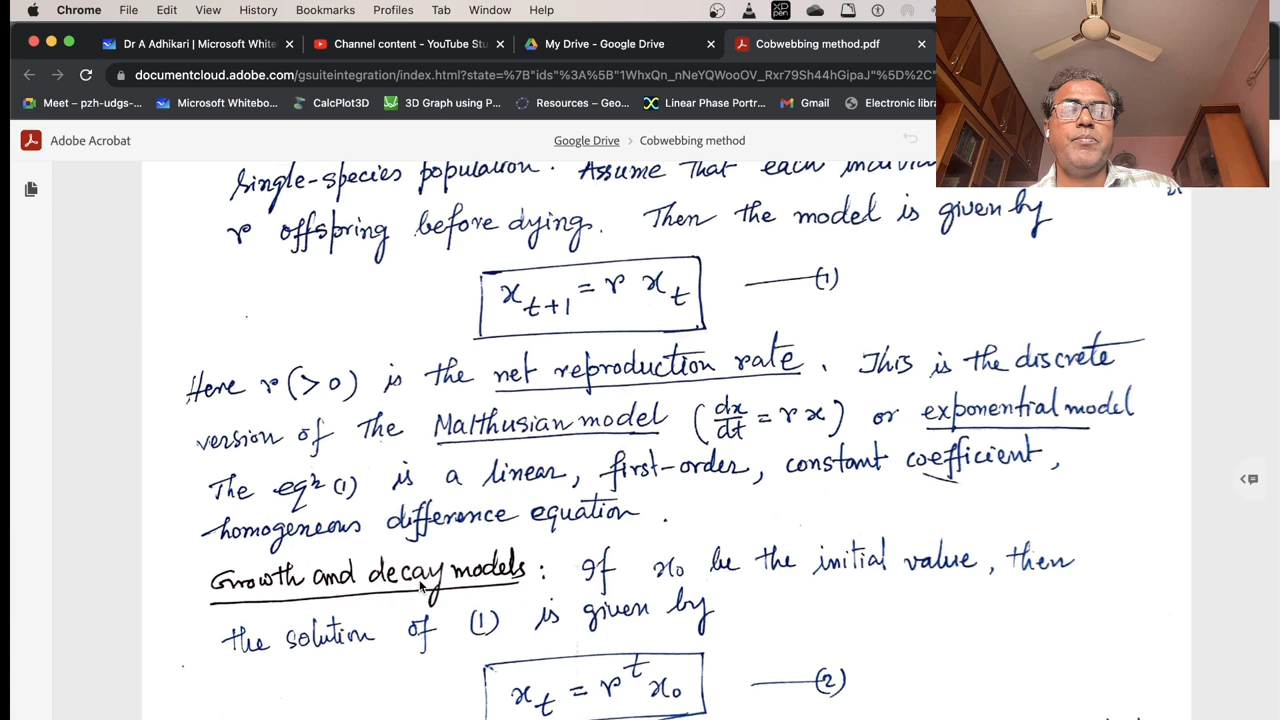 Chrome File Edit View History Bookmarks Profiles Tab Window Help
Dr A Adhikari | Microsoft White Channel content - YouTube Stu My Drive - Google Drive Cobwebbing method.pdf
documentcloud.adobe.com/gsuiteintegration/index.html?state=%7B"ids"%3A%5B"1WhxQn_nNeYQWooOV_Rxr79Sh44hGipaJ"%5D%2C"
Meet – pzh-udgs-... Microsoft Whitebo... CalcPlot3D 3D Graph using P... Resources – Geo... Linear Phase Portr... Gmail Electronic libra
Adobe Acrobat Google Drive > Cobwebbing method
single-species population. Assume that each
r offspring before dying. Then the model is given by
x_{t+1} = r x_t —— (1)
Here r (> 0) is the net reproduction rate. This is the discrete
version of the Malthusian model (dx/dt = r x) or exponential model
The eqn (1) is a linear, first-order, constant coefficient,
homogeneous difference equation.
Growth and decay models: If x₀ be the initial value, then
the solution of (1) is given by
x_t = r^t x₀ —— (2)